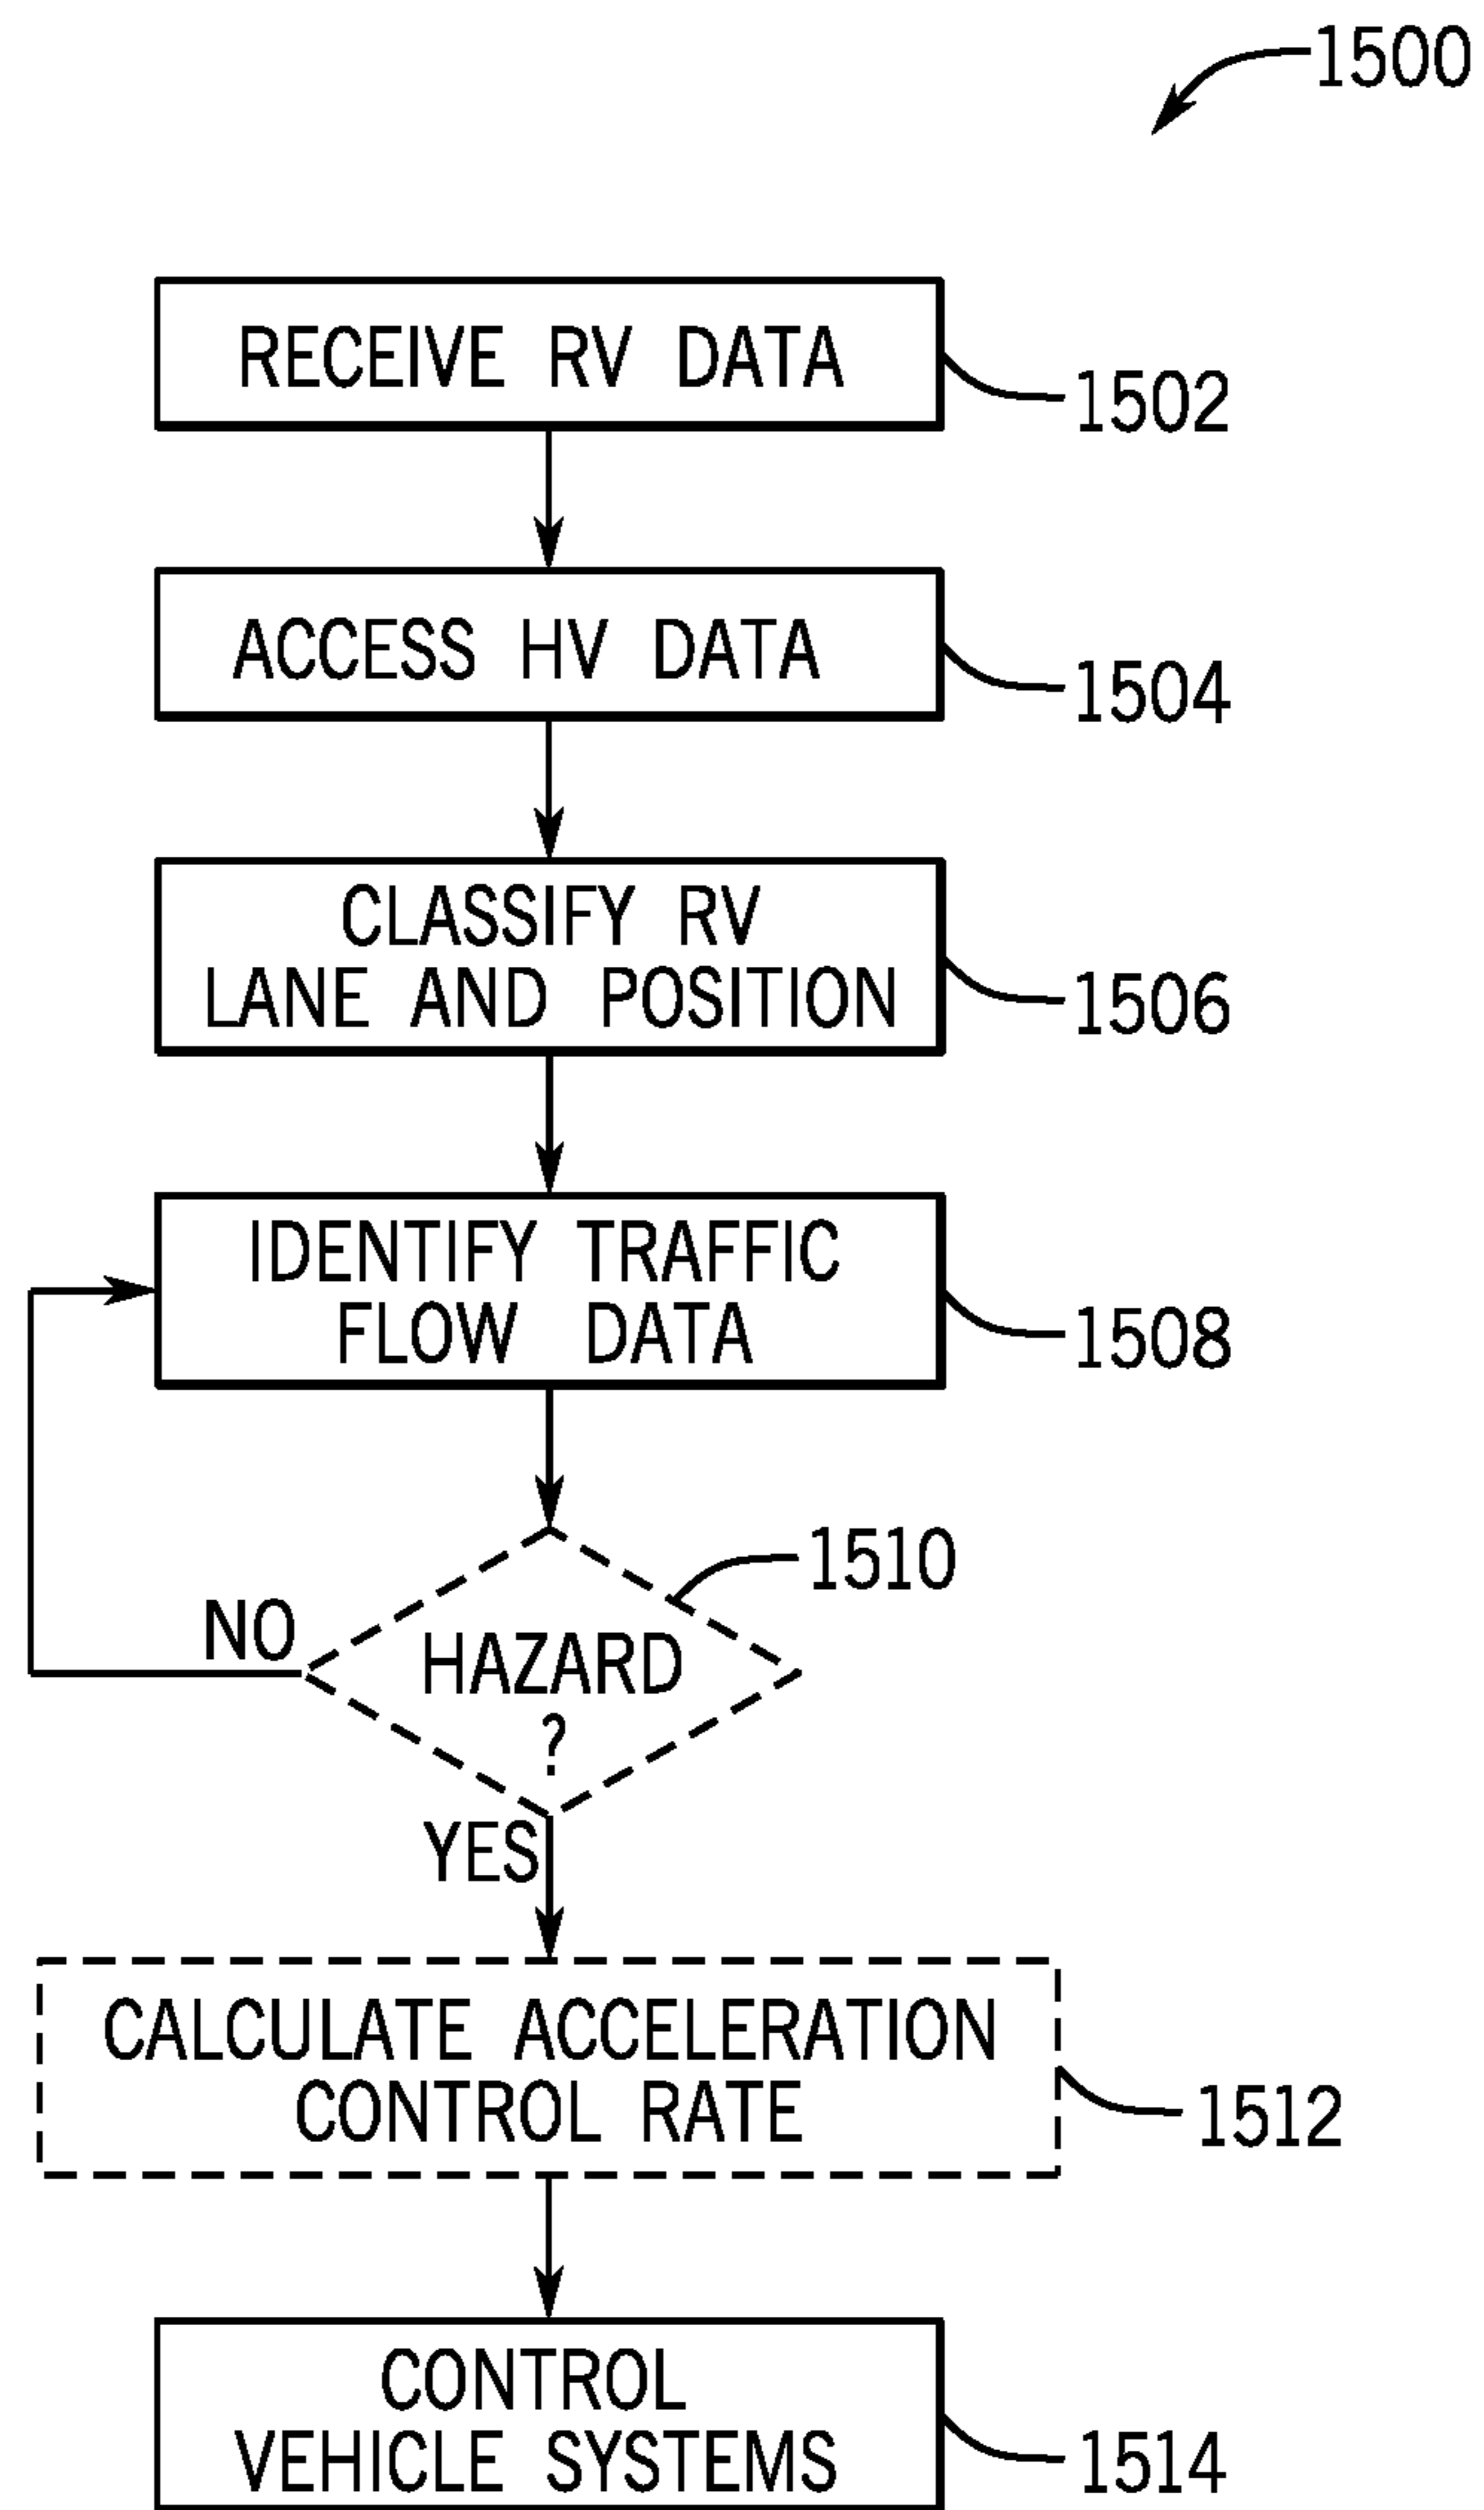 1500
RECEIVE RV DATA
1502
ACCESS HV DATA
1504
CLASSIFY RV
LANE AND POSITION
1506
IDENTIFY TRAFFIC
FLOW DATA
1508
1510
NO
HAZARD
?
YES
CALCULATE ACCELERATION
CONTROL RATE
1512
CONTROL
VEHICLE SYSTEMS
1514